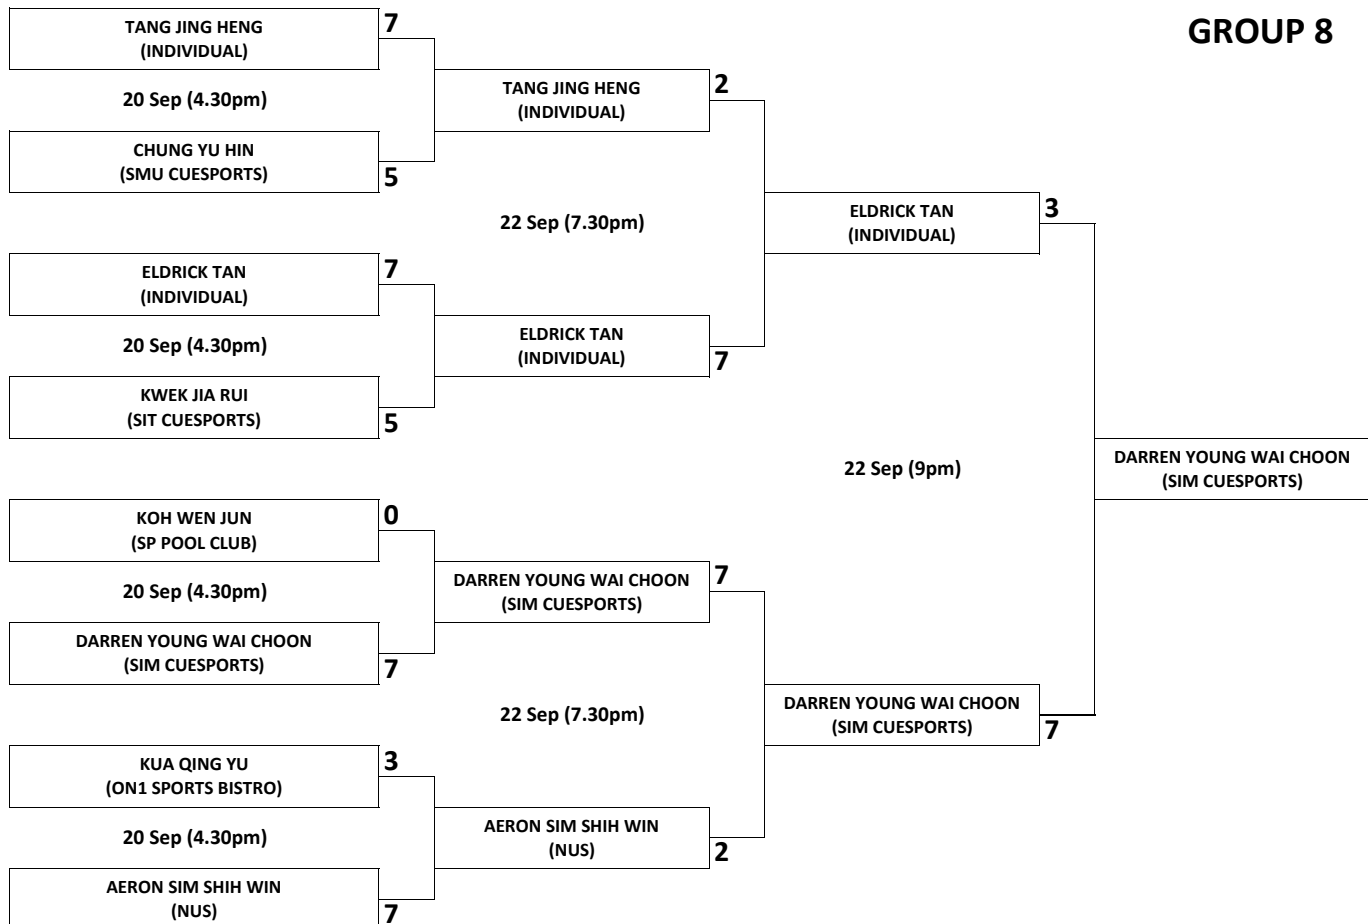 GROUP 8
TANG JING HENG
(INDIVIDUAL)
7
20 Sep (4.30pm)
CHUNG YU HIN
(SMU CUESPORTS)
5
ELDRICK TAN
(INDIVIDUAL)
7
20 Sep (4.30pm)
KWEK JIA RUI
(SIT CUESPORTS)
5
KOH WEN JUN
(SP POOL CLUB)
0
20 Sep (4.30pm)
DARREN YOUNG WAI CHOON
(SIM CUESPORTS)
7
KUA QING YU
(ON1 SPORTS BISTRO)
3
20 Sep (4.30pm)
AERON SIM SHIH WIN
(NUS)
7
TANG JING HENG
(INDIVIDUAL)
2
22 Sep (7.30pm)
ELDRICK TAN
(INDIVIDUAL)
7
DARREN YOUNG WAI CHOON
(SIM CUESPORTS)
7
22 Sep (7.30pm)
AERON SIM SHIH WIN
(NUS)
2
ELDRICK TAN
(INDIVIDUAL)
3
22 Sep (9pm)
DARREN YOUNG WAI CHOON
(SIM CUESPORTS)
7
DARREN YOUNG WAI CHOON
(SIM CUESPORTS)